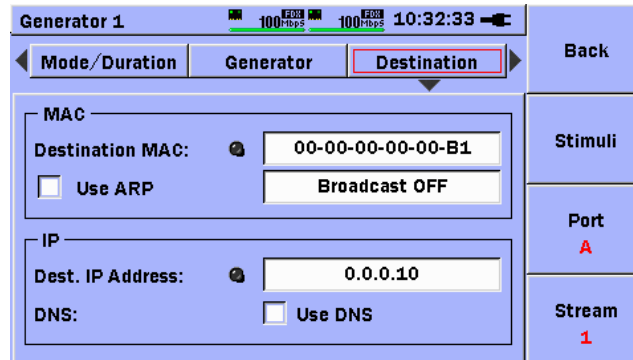 Generator 1
100 FDX Mbps 100 FDX Mbps 10:32:33
Back
Mode/Duration Generator Destination
MAC
Destination MAC: 00-00-00-00-00-B1
Stimuli
Use ARP Broadcast OFF
Port
A
IP
Dest. IP Address: 0.0.0.10
DNS: Use DNS
Stream
1